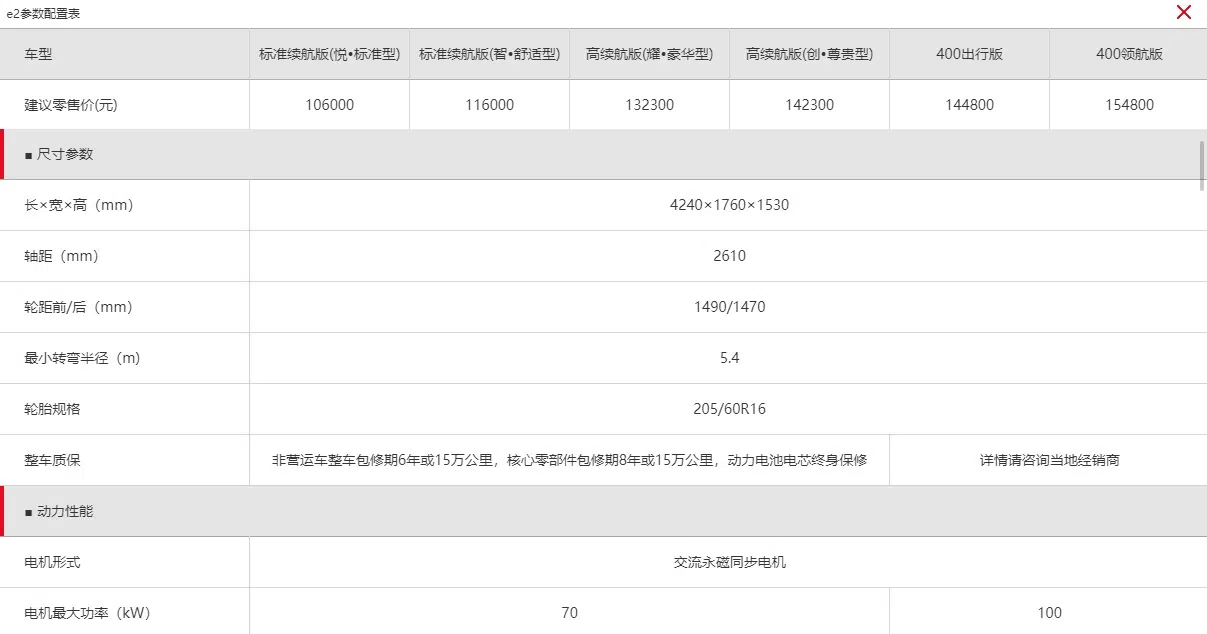 e2参数配置表
车型 标准续航版(悦•标准型) 标准续航版(智•舒适型) 高续航版(耀•豪华型) 高续航版(创•尊贵型) 400出行版 400领航版
建议零售价(元) 106000 116000 132300 142300 144800 154800
■ 尺寸参数
长×宽×高（mm） 4240×1760×1530
轴距（mm） 2610
轮距前/后（mm） 1490/1470
最小转弯半径（m) 5.4
轮胎规格 205/60R16
整车质保 非营运车整车包修期6年或15万公里，核心零部件包修期8年或15万公里，动力电池电芯终身保修 详情请咨询当地经销商
■ 动力性能
电机形式 交流永磁同步电机
电机最大功率（kW） 70 100